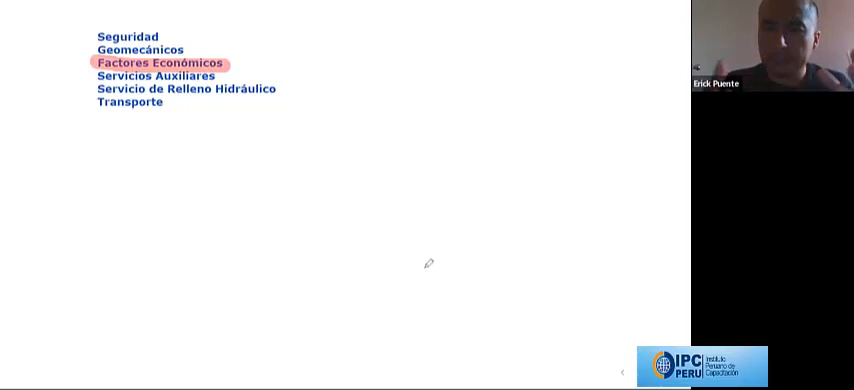 Seguridad
Geomecánicos
Factores Económicos
Servicios Auxiliares
Servicio de Relleno Hidráulico
Transporte
Erick Puente
IPC PERU
Instituto
Peruano de
Capacitación